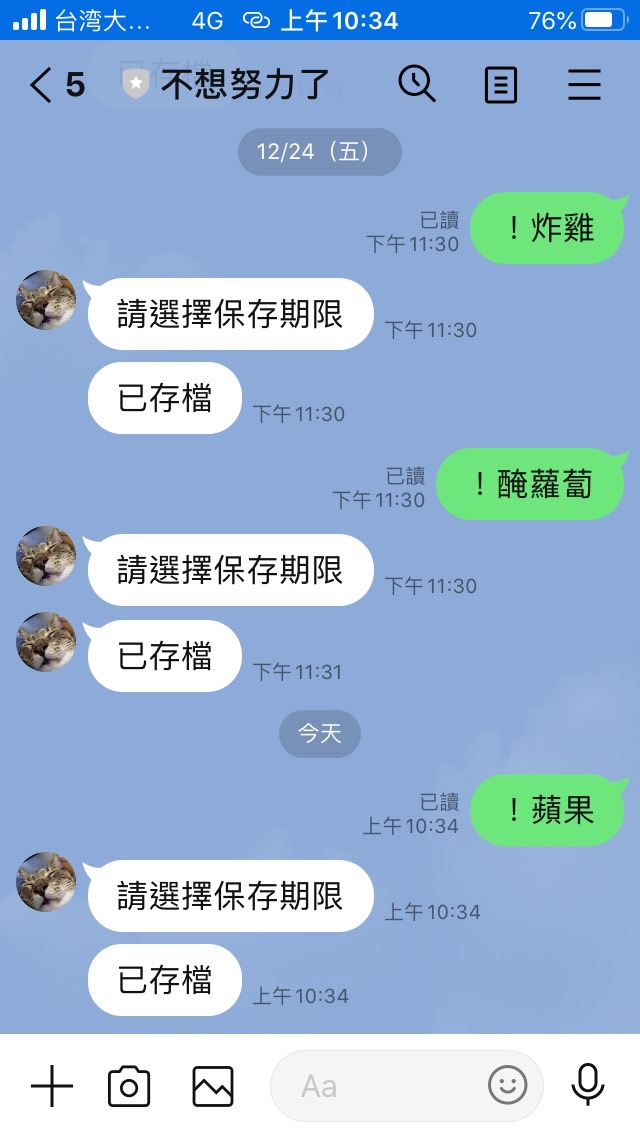 台湾大... 4G 上午10:34 76%
5 不想努力了
12/24（五）
已讀
下午11:30
！炸雞
請選擇保存期限
下午11:30
已存檔
下午11:30
已讀
下午11:30
！醃蘿蔔
請選擇保存期限
下午11:30
已存檔
下午11:31
今天
已讀
上午10:34
！蘋果
請選擇保存期限
上午10:34
已存檔
上午10:34
Aa